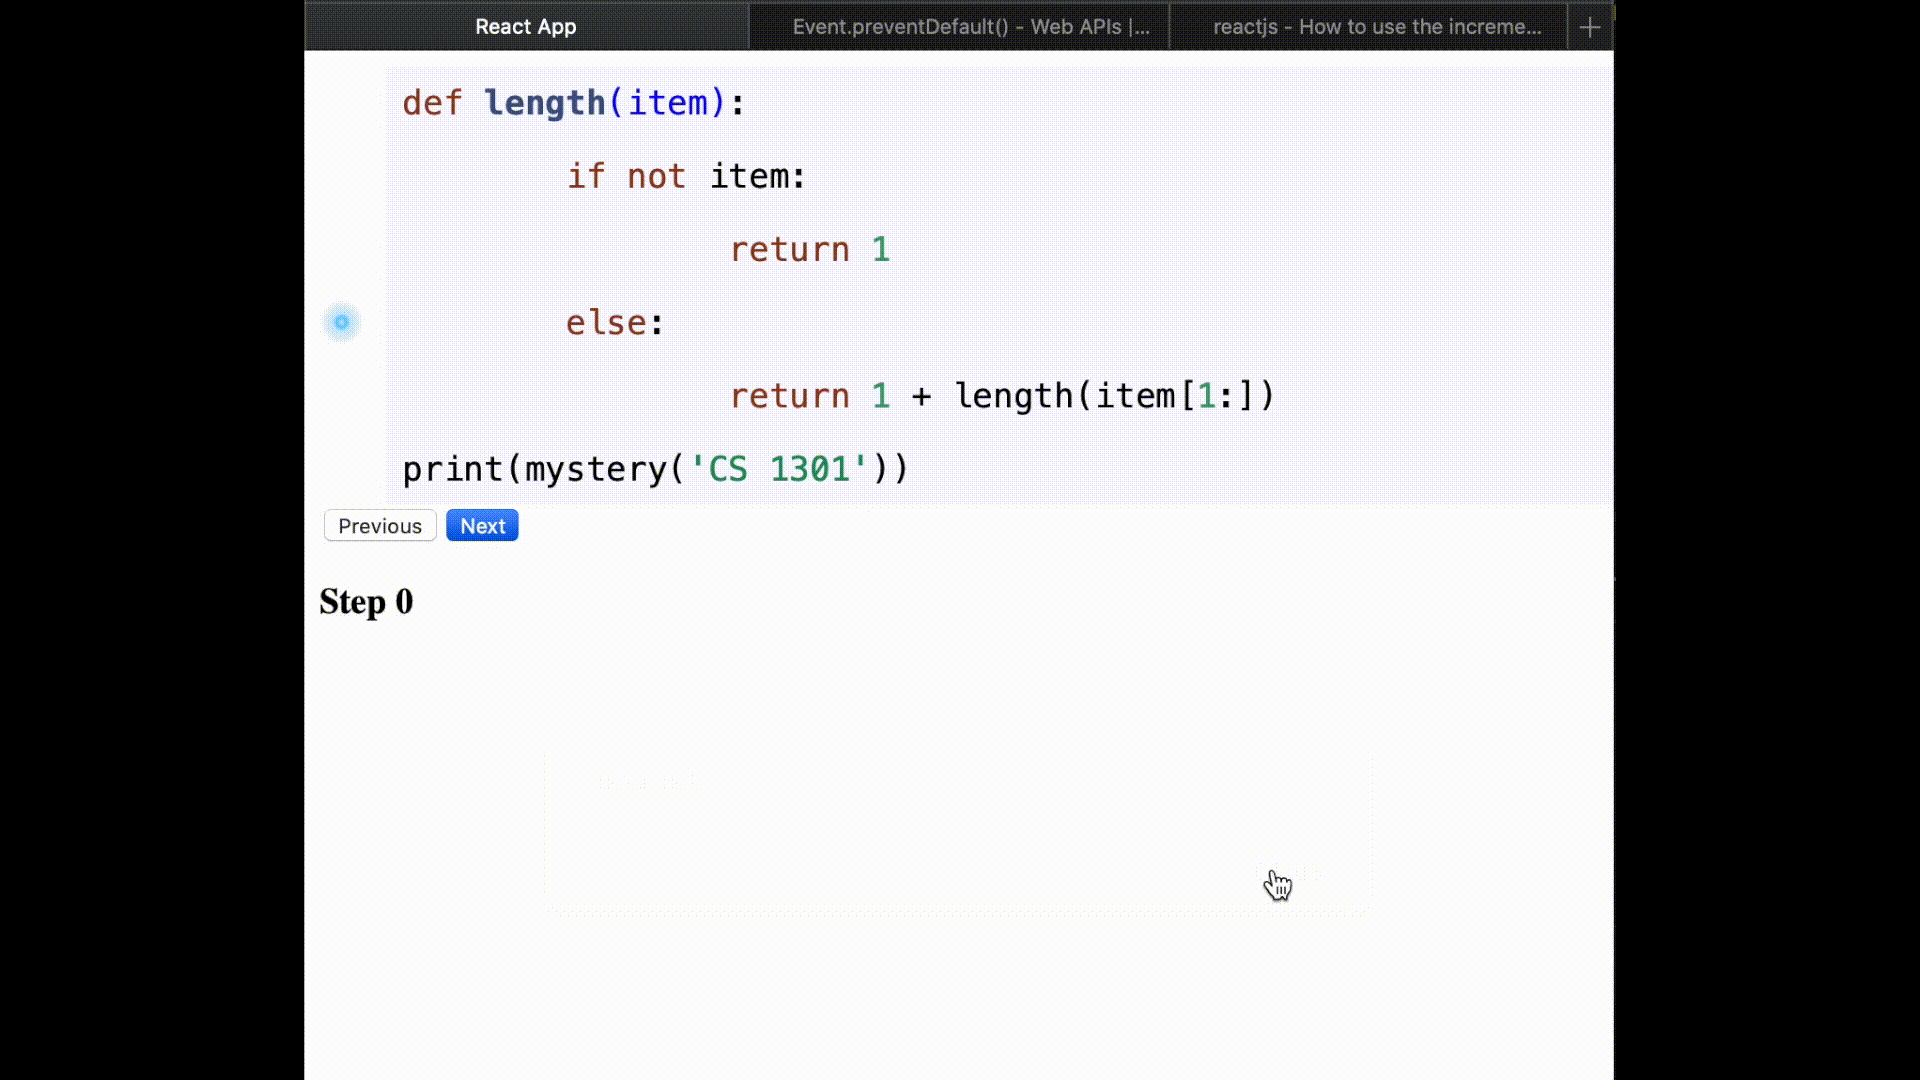 React App
Event.preventDefault() - Web APIs |...
reactjs - How to use the increme...
def length(item):
if not item:
return 1
else:
return 1 + length(item[1:])
print(mystery('CS 1301'))
Previous
Next
Step 0